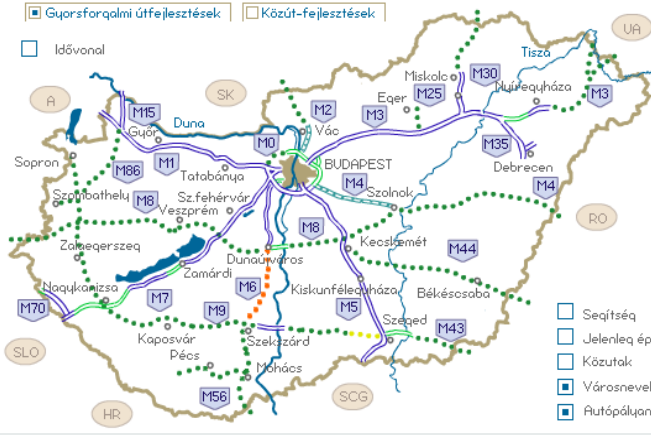 Gyorsforgalmi útfejlesztések
Közút-fejlesztések
Idővonal
UA
Tisza
Miskolc
M30
Nyíregyháza
M3
M25
Eger
SK
A
M15
M2
M3
Duna
Győr
M0
Vác
M35
Debrecen
Sopron
M86
M1
Tatabánya
BUDAPEST
M4
Szolnok
M4
Szombathely
M8
Sz.fehérvár
Veszprém
RO
M8
Kecskemét
M44
Zalaegerszeg
Dunaújváros
Zamárdi
Nagykanizsa
M7
M6
Kiskunfélegyháza
Békéscsaba
M70
M9
M5
Szeged
M43
Kaposvár
Szekszárd
SLO
Pécs
Mohács
M56
SCG
HR
Segítség
Jelenleg ép
Közutak
Városnevek
Autópályan